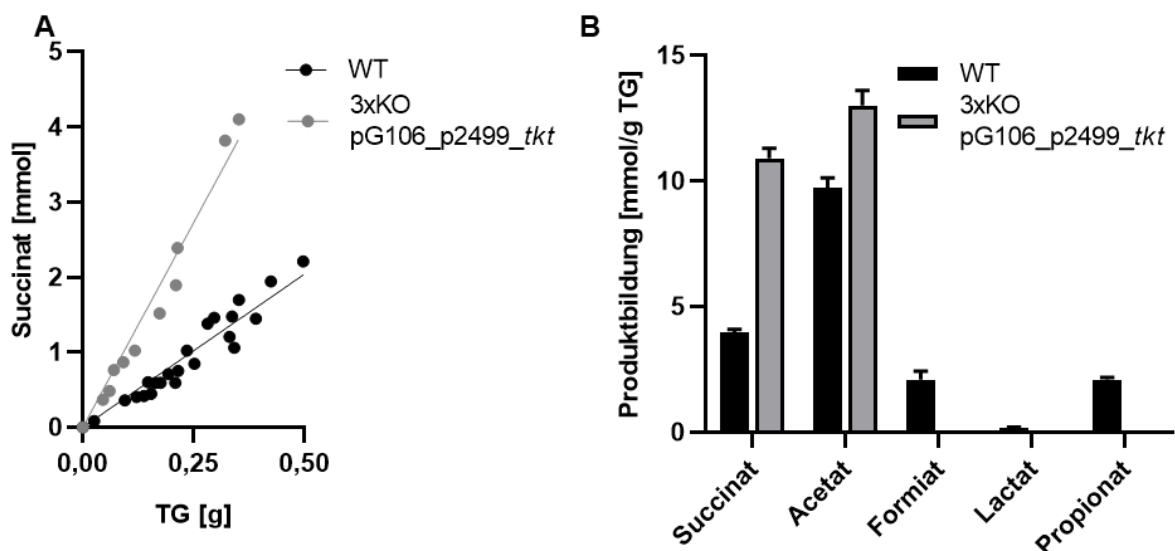 A
Succinat [mmol]
5
4
3
2
1
0
0,00
0,25
0,50
TG [g]
WT
3xKO
pG106_p2499_tkt
B
Produktbildung [mmol/g TG]
15
10
5
0
WT
3xKO
pG106_p2499_tkt
Succinat
Acetat
Formiat
Lactat
Propionat